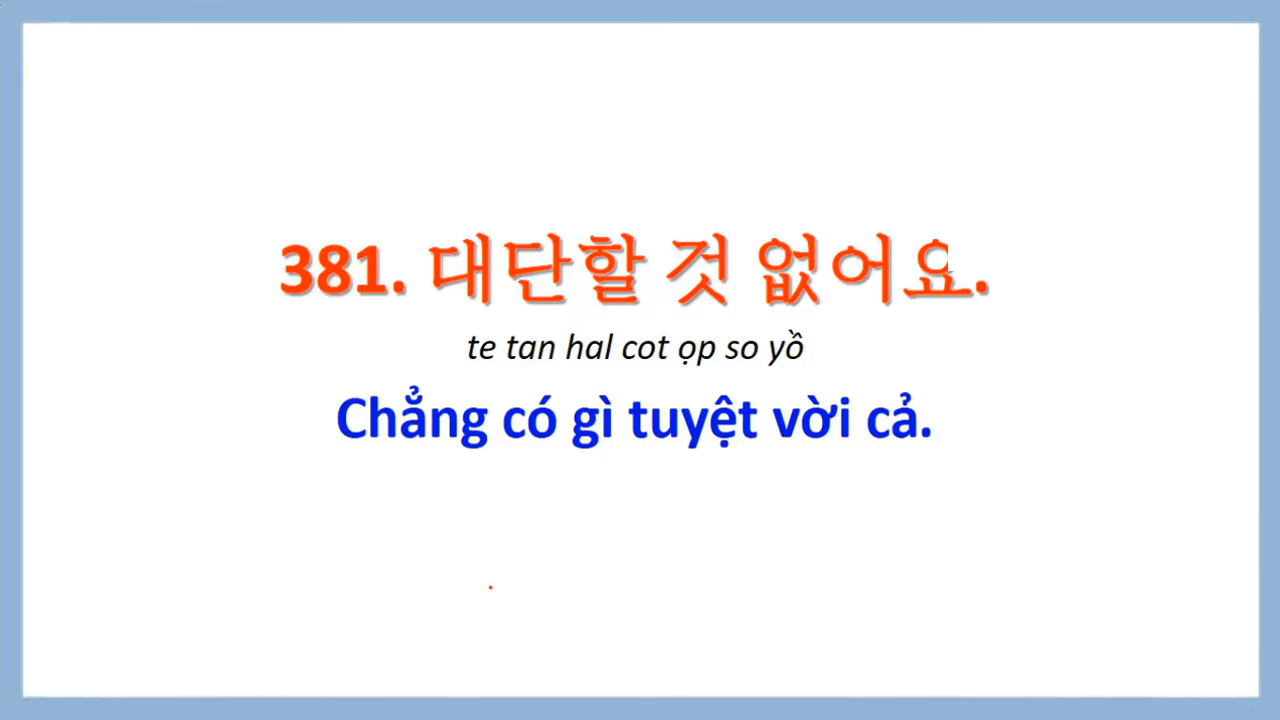 381. 대단할 것 없어요.
te tan hal cot ọp so yồ
Chẳng có gì tuyệt vời cả.